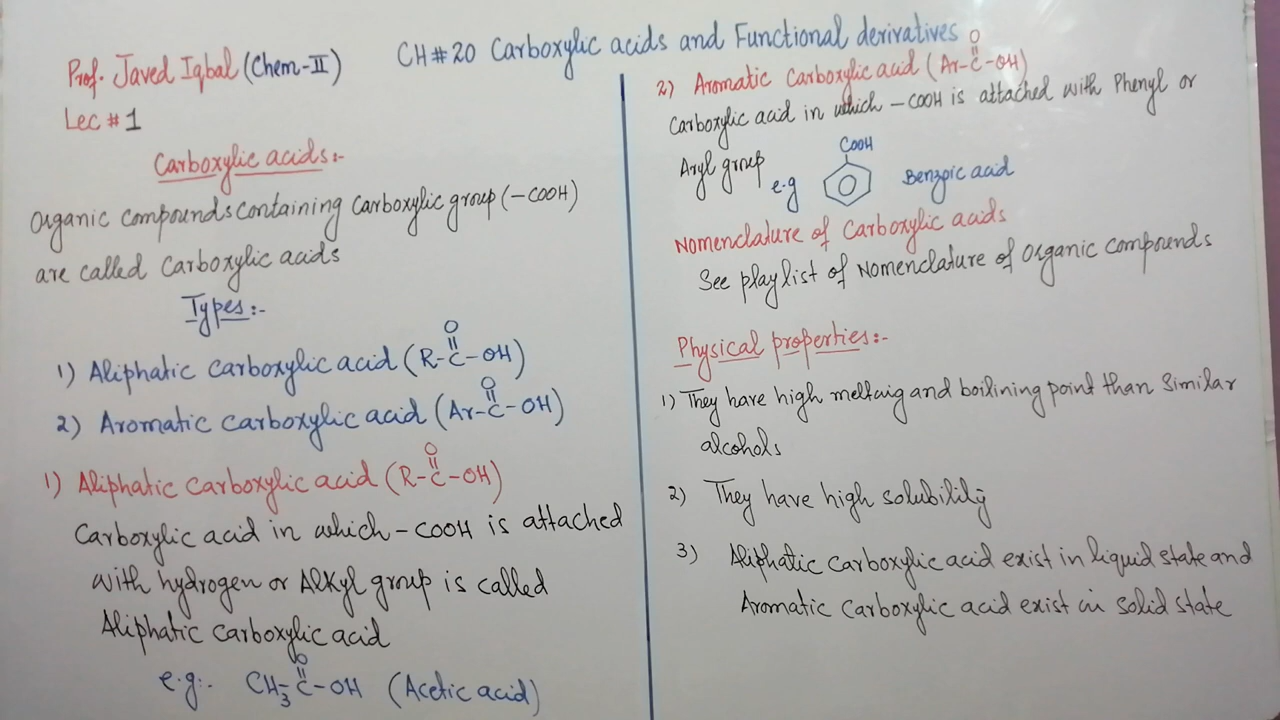 CH#20 Carboxylic acids and Functional derivatives
Prof. Javed Iqbal (Chem-II)
Lec # 1
Carboxylic acids:-
Organic compounds containing Carboxylic group (-COOH)
are called Carboxylic acids
Types:-
1) Aliphatic carboxylic acid (R-C-OH)
O
2) Aromatic carboxylic acid (Ar-C-OH)
O
1) Aliphatic carboxylic acid (R-C-OH)
O
Carboxylic acid in which -COOH is attached
with hydrogen or Alkyl group is called
Aliphatic carboxylic acid
e.g:- CH3-C-OH (Acetic acid)
O
2) Aromatic carboxylic acid (Ar-C-OH)
O
Carboxylic acid in which -COOH is attached with Phenyl or
Aryl group e.g COOH Benzoic acid
Nomenclature of Carboxylic acids
See playlist of Nomenclature of Organic compounds
Physical properties:-
1) They have high meltnig and boilining point than similar
alcohols
2) They have high solubility
3) Aliphatic carboxylic acid exist in liquid state and
Aromatic carboxylic acid exist in solid state